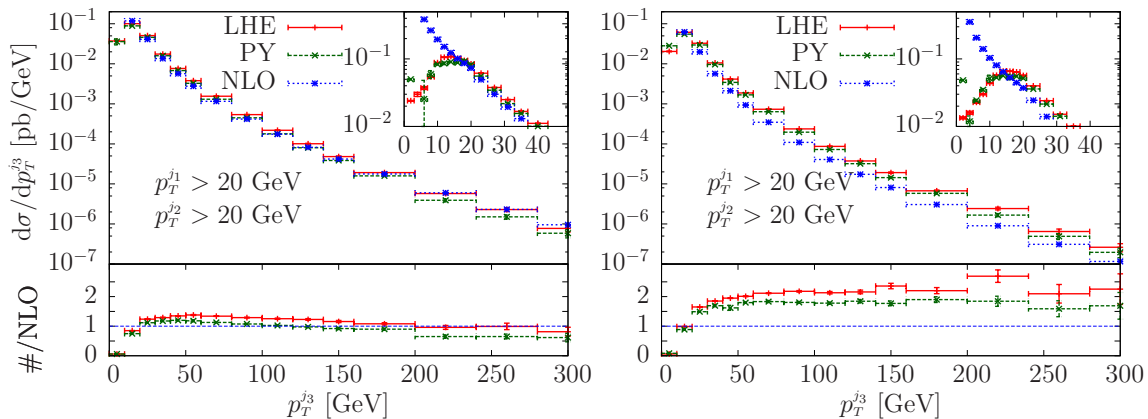 dσ/dp_T^{j_3} [pb/GeV]
10^{-1}
10^{-2}
10^{-3}
10^{-4}
10^{-5}
10^{-6}
10^{-7}
LHE
PY
NLO
10^{-1}
10^{-2}
0 10 20 30 40
p_T^{j_1} > 20 GeV
p_T^{j_2} > 20 GeV
#/NLO
2
1
0
0 50 100 150 200 250 300
p_T^{j_3} [GeV]
10^{-1}
10^{-2}
10^{-3}
10^{-4}
10^{-5}
10^{-6}
10^{-7}
LHE
PY
NLO
10^{-1}
10^{-2}
0 10 20 30 40
p_T^{j_1} > 20 GeV
p_T^{j_2} > 20 GeV
2
1
0
0 50 100 150 200 250 300
p_T^{j_3} [GeV]